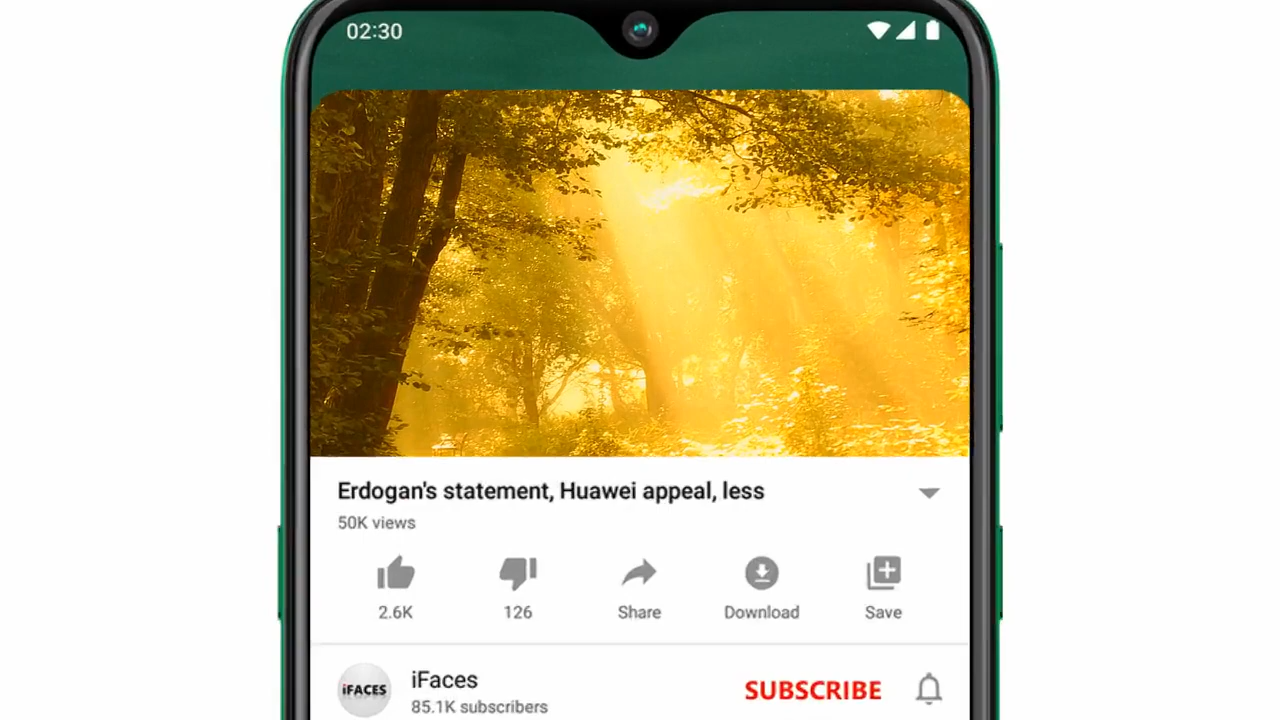 02:30
Erdogan's statement, Huawei appeal, less
50K views
2.6K
126
Share
Download
Save
iFACES
iFaces
SUBSCRIBE
85.1K subscribers